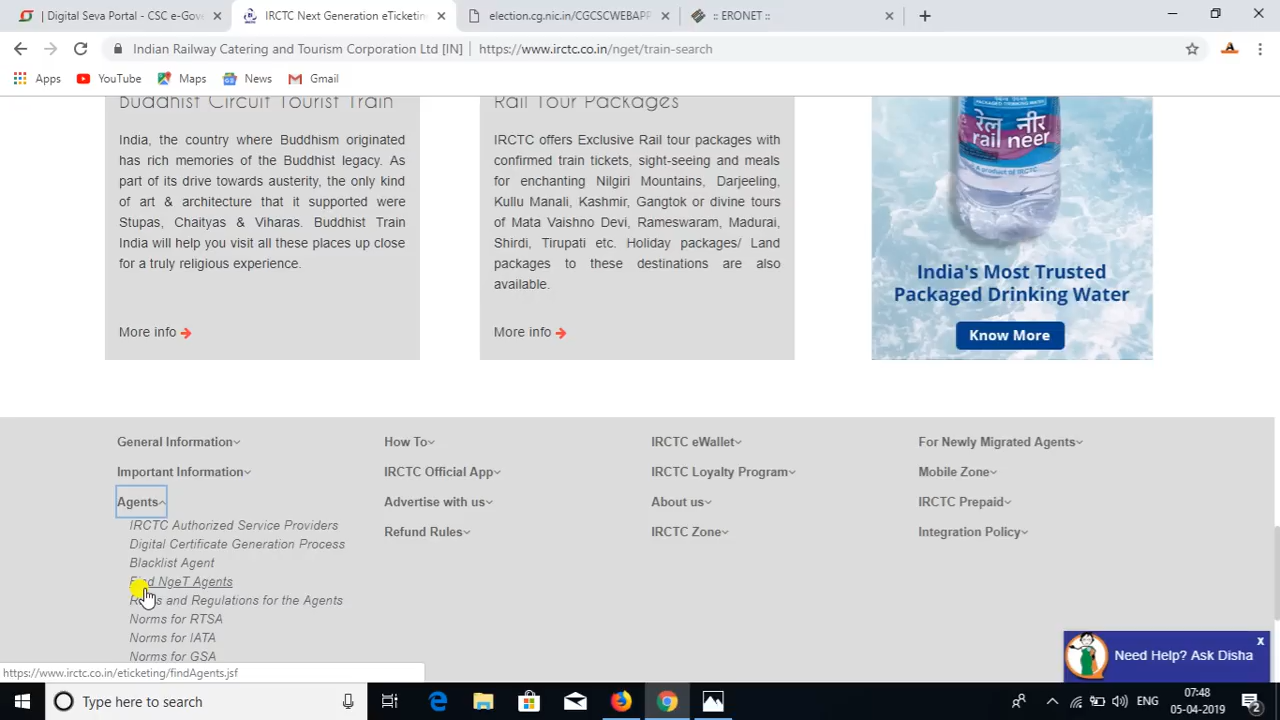 | Digital Seva Portal - CSC e-Gov
IRCTC Next Generation eTicketing
election.cg.nic.in/CGCSCWEBAPP
:: ERONET ::
Indian Railway Catering and Tourism Corporation Ltd [IN]
https://www.irctc.co.in/nget/train-search
Apps
YouTube
Maps
News
Gmail
Buddhist Circuit Tourist Train
India, the country where Buddhism originated
has rich memories of the Buddhist legacy. As
part of its drive towards austerity, the only kind
of art & architecture that it supported were
Stupas, Chaityas & Viharas. Buddhist Train
India will help you visit all these places up close
for a truly religious experience.
More info
Rail Tour Packages
IRCTC offers Exclusive Rail tour packages with
confirmed train tickets, sight-seeing and meals
for enchanting Nilgiri Mountains, Darjeeling,
Kullu Manali, Kashmir, Gangtok or divine tours
of Mata Vaishno Devi, Rameswaram, Madurai,
Shirdi, Tirupati etc. Holiday packages/ Land
packages to these destinations are also
available.
More info
रेल नीर
rail neer
India's Most Trusted
Packaged Drinking Water
Know More
General Information
Important Information
Agents
IRCTC Authorized Service Providers
Digital Certificate Generation Process
Blacklist Agent
Find NgeT Agents
Rules and Regulations for the Agents
Norms for RTSA
Norms for IATA
Norms for GSA
How To
IRCTC Official App
Advertise with us
Refund Rules
IRCTC eWallet
IRCTC Loyalty Program
About us
IRCTC Zone
For Newly Migrated Agents
Mobile Zone
IRCTC Prepaid
Integration Policy
x
Need Help? Ask Disha
https://www.irctc.co.in/eticketing/findAgents.jsf
Type here to search
ENG
07:48
05-04-2019
2